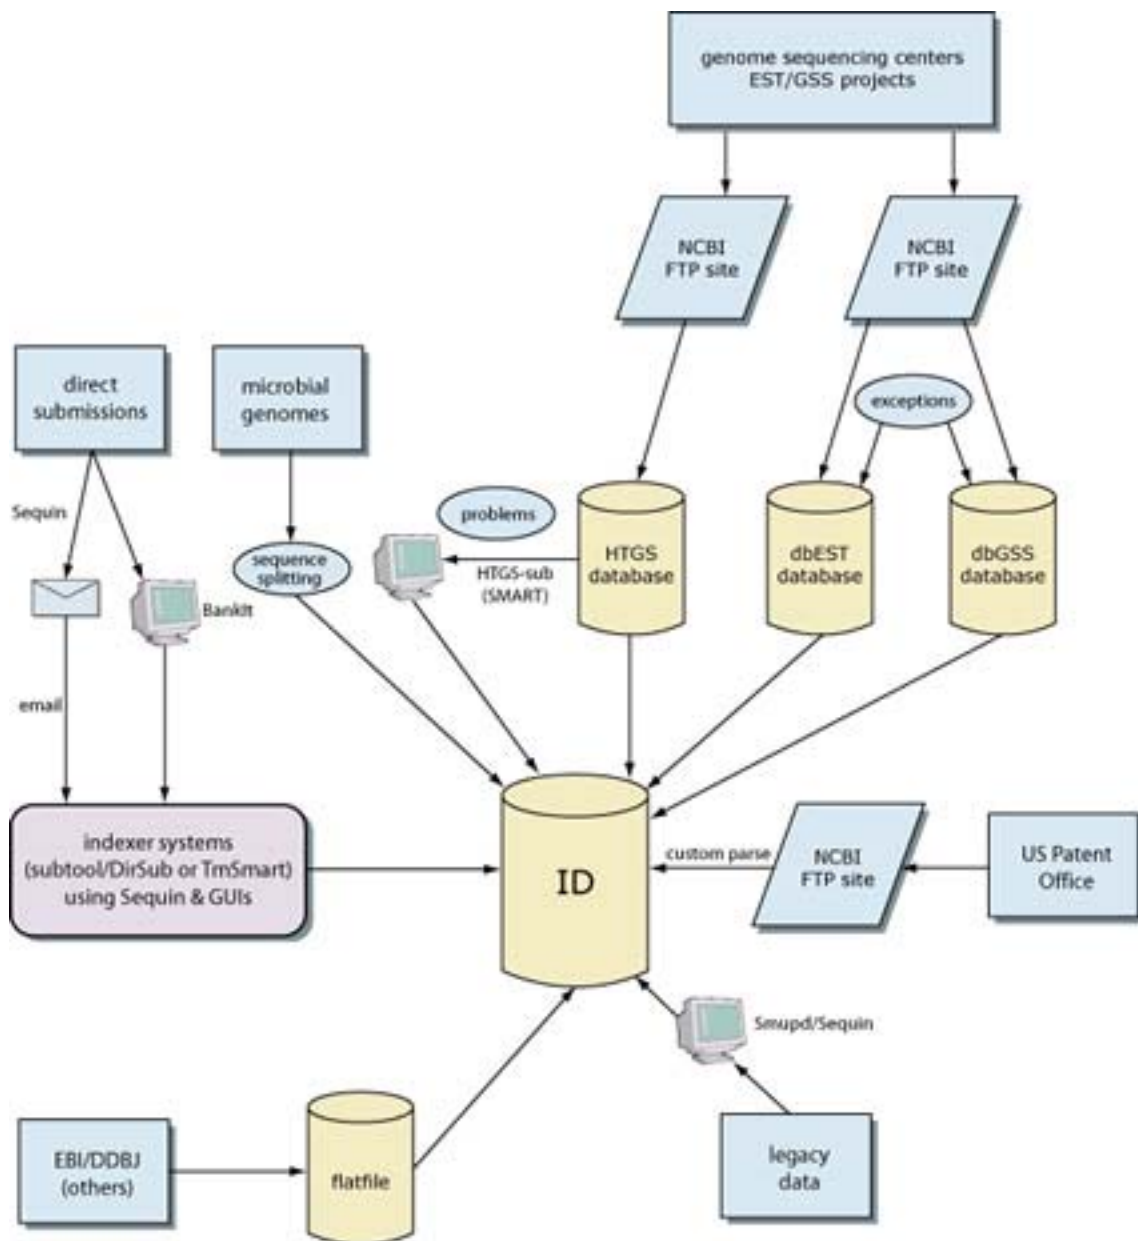 genome sequencing centers
EST/GSS projects
NCBI
FTP site
NCBI
FTP site
direct
submissions
microbial
genomes
exceptions
Sequin
problems
sequence
splitting
HTGS-sub
(SMART)
HTGS
database
dbEST
database
dbGSS
database
BankIt
email
indexer systems
(subtool/DirSub or TmSmart)
using Sequin & GUIs
ID
custom parse
NCBI
FTP site
US Patent
Office
Smupd/Sequin
EBI/DDBJ
(others)
flatfile
legacy
data